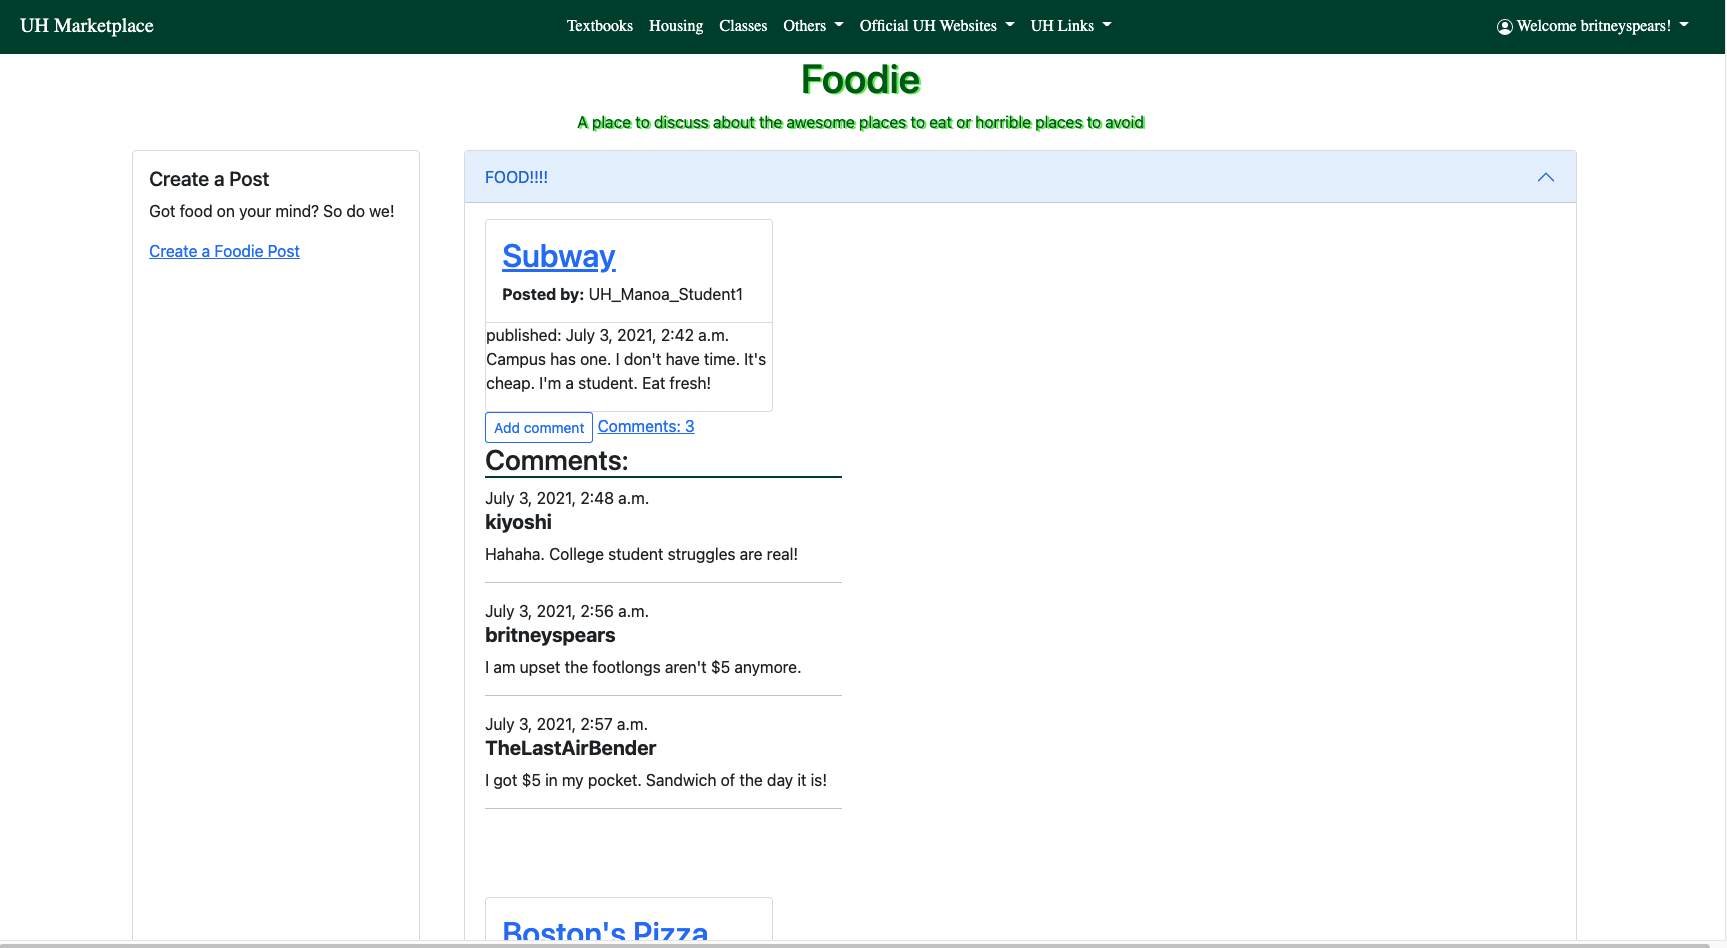 UH Marketplace
Textbooks Housing Classes Others Official UH Websites UH Links
Welcome britneyspears!
Foodie
A place to discuss about the awesome places to eat or horrible places to avoid
Create a Post
Got food on your mind? So do we!
Create a Foodie Post
FOOD!!!!
Subway
Posted by: UH_Manoa_Student1
published: July 3, 2021, 2:42 a.m.
Campus has one. I don't have time. It's
cheap. I'm a student. Eat fresh!
Add comment Comments: 3
Comments:
July 3, 2021, 2:48 a.m.
kiyoshi
Hahaha. College student struggles are real!
July 3, 2021, 2:56 a.m.
britneyspears
I am upset the footlongs aren't $5 anymore.
July 3, 2021, 2:57 a.m.
TheLastAirBender
I got $5 in my pocket. Sandwich of the day it is!
Boston's Pizza